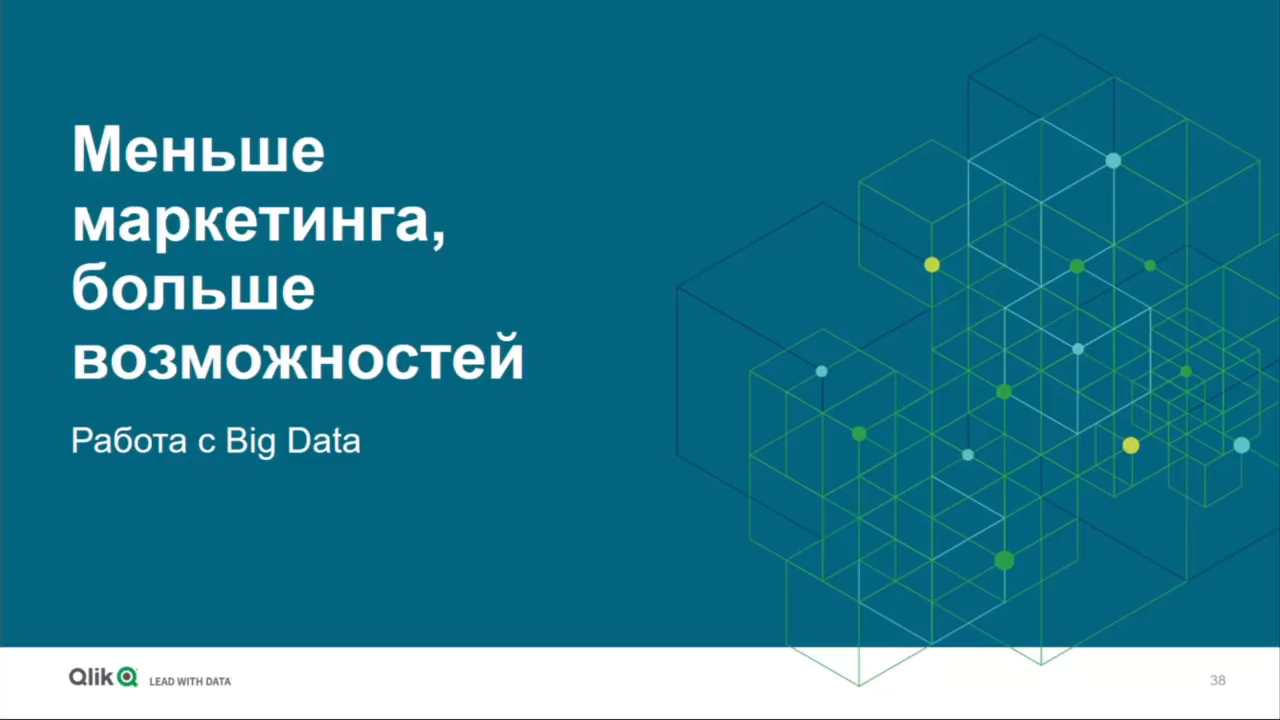 Меньше
маркетинга,
больше
возможностей
Работа с Big Data
Qlik LEAD WITH DATA
38